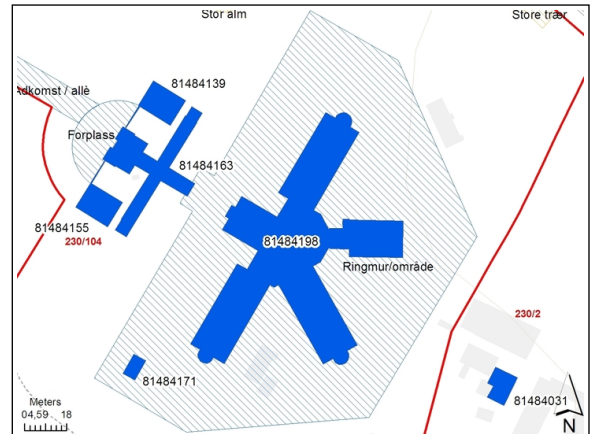 Stor alm
Store trær
81484139
Adkomst / allè
Forplass
81484163
81484155
230/104
81484198
Ringmur/område
230/2
81484171
81484031
Meters
04,59 18
N